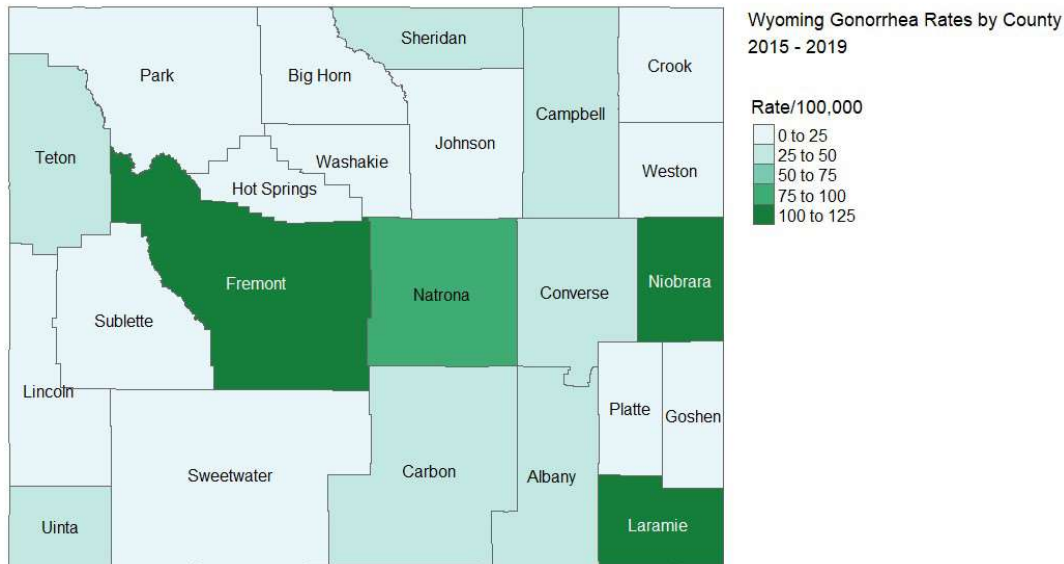 Wyoming Gonorrhea Rates by County
2015 - 2019
Rate/100,000
0 to 25
25 to 50
50 to 75
75 to 100
100 to 125
Sheridan
Park
Big Horn
Crook
Campbell
Johnson
Teton
Washakie
Weston
Hot Springs
Fremont
Natrona
Converse
Niobrara
Sublette
Lincoln
Platte
Goshen
Sweetwater
Carbon
Albany
Uinta
Laramie